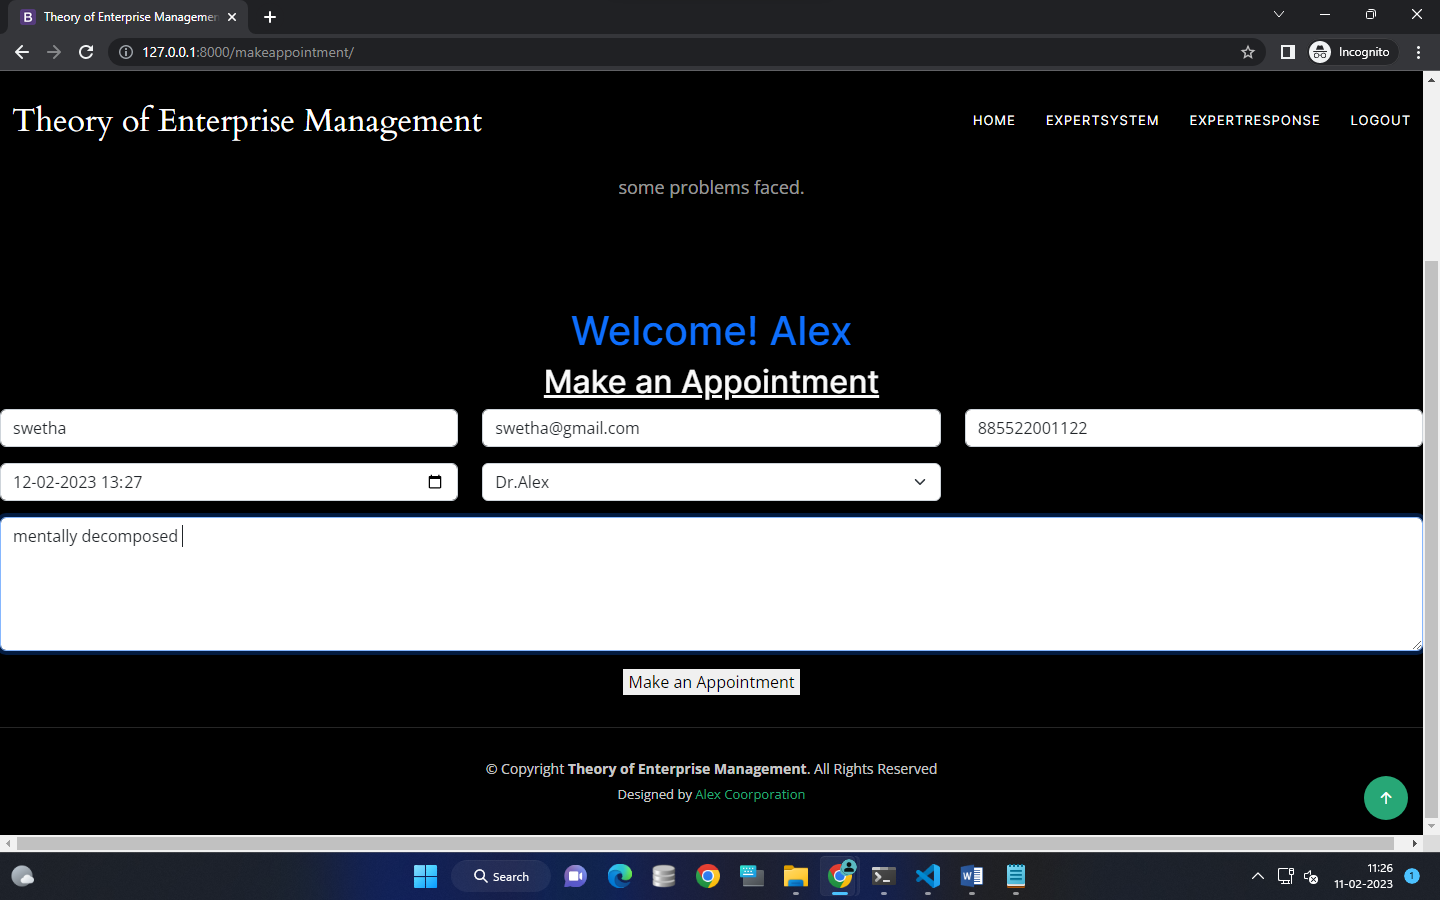 Theory of Enterprise Managemen
127.0.0.1:8000/makeappointment/
Incognito
Theory of Enterprise Management
HOME EXPERTSYSTEM EXPERTRESPONSE LOGOUT
some problems faced.
Welcome! Alex
Make an Appointment
swetha swetha@gmail.com 885522001122
12-02-2023 13:27 Dr.Alex
mentally decomposed
Make an Appointment
© Copyright Theory of Enterprise Management. All Rights Reserved
Designed by Alex Coorporation
Search
11:26
11-02-2023
1